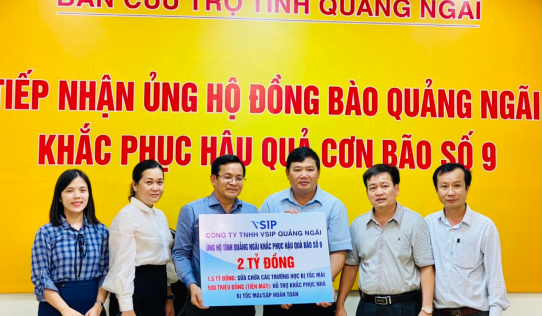 BAN CỨU TRỢ TỈNH QUẢNG NGÃI
TIẾP NHẬN ỦNG HỘ ĐỒNG BÀO QUẢNG NGÃI
KHẮC PHỤC HẬU QUẢ CƠN BÃO SỐ 9
VSIP
CÔNG TY TNHH VSIP QUẢNG NGÃI
ỦNG HỘ TỈNH QUẢNG NGÃI KHẮC PHỤC HẬU QUẢ BÃO SỐ 9
2 TỶ ĐỒNG
1,5 TỶ ĐỒNG: SỬA CHỮA CÁC TRƯỜNG HỌC BỊ TỐC MÁI
500 TRIỆU ĐỒNG (TIỀN MẶT): HỖ TRỢ KHẮC PHỤC NHÀ
BỊ TỐC MÁI/SẬP HOÀN TOÀN